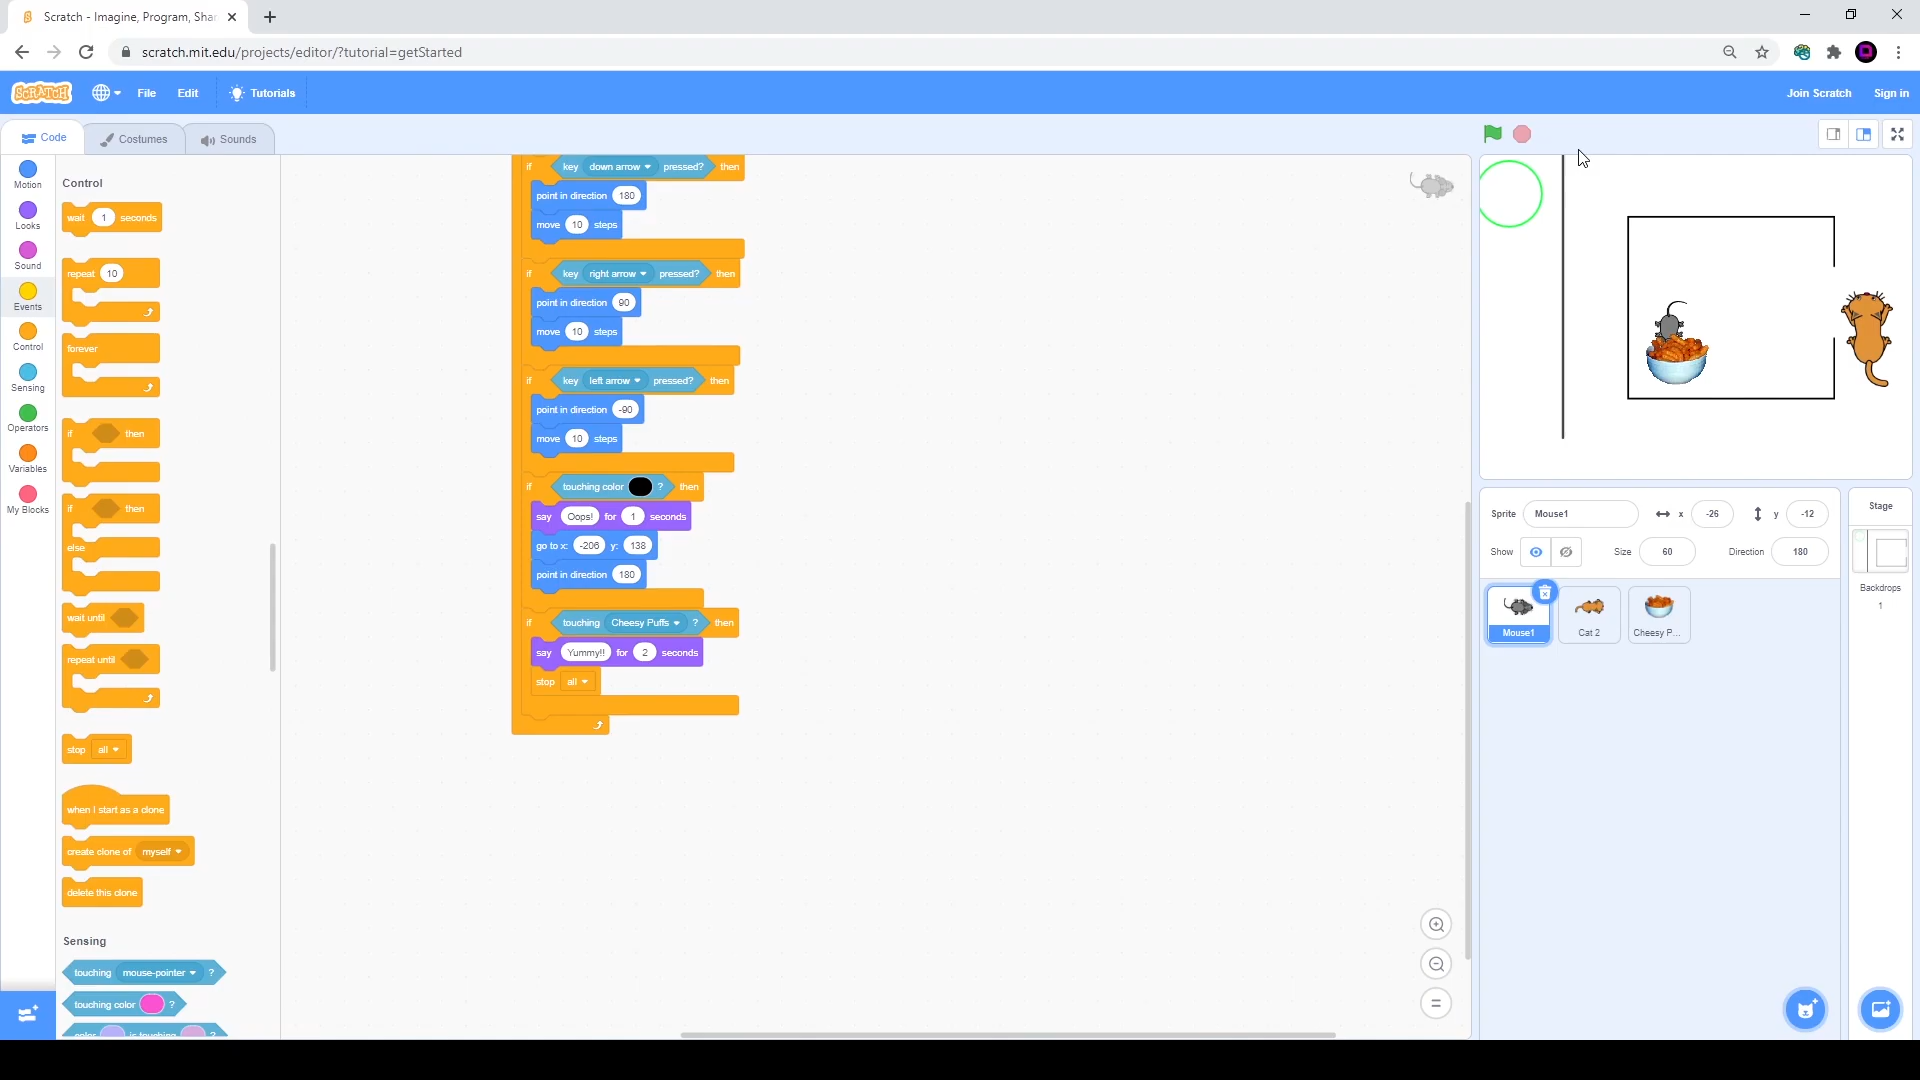 Scratch - Imagine, Program, Shar
scratch.mit.edu/projects/editor/?tutorial=getStarted
SCRATCH File Edit Tutorials Join Scratch Sign in
Code Costumes Sounds
Motion
Looks
Sound
Events
Control
Sensing
Operators
Variables
My Blocks
Control
wait 1 seconds
repeat 10
forever
if then
if then
else
wait until
repeat until
stop all
when I start as a clone
create clone of myself
delete this clone
Sensing
touching mouse-pointer ?
touching color ?
color is touching ?
if key down arrow pressed? then
point in direction 180
move 10 steps
if key right arrow pressed? then
point in direction 90
move 10 steps
if key left arrow pressed? then
point in direction -90
move 10 steps
if touching color ? then
say Oops! for 1 seconds
go to x: -206 y: 138
point in direction 180
if touching Cheesy Puffs ? then
say Yummy!! for 2 seconds
stop all
Sprite Mouse1 x -26 y -12
Show Size 60 Direction 180
Mouse1
Cat 2
Cheesy P...
Stage
Backdrops
1